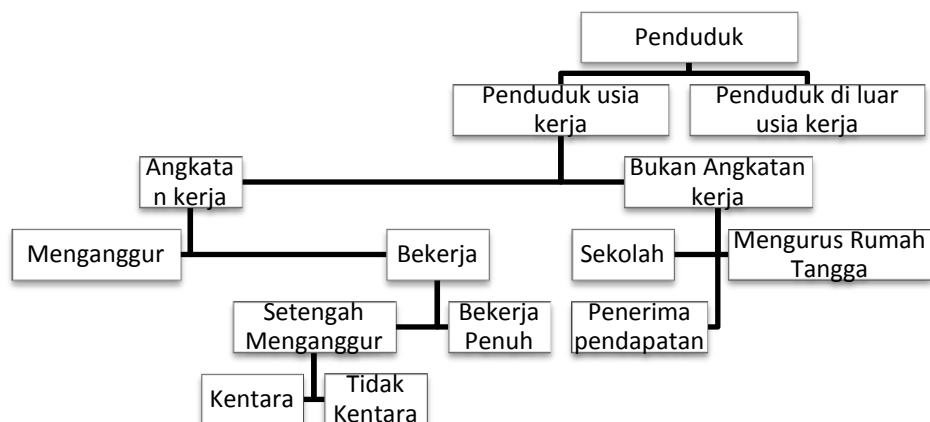 Penduduk
Penduduk usia
kerja
Penduduk di luar
usia kerja
Angkata
n kerja
Bukan Angkatan
kerja
Menganggur
Bekerja
Sekolah
Mengurus Rumah
Tangga
Setengah
Menganggur
Bekerja
Penuh
Penerima
pendapatan
Kentara
Tidak
Kentara